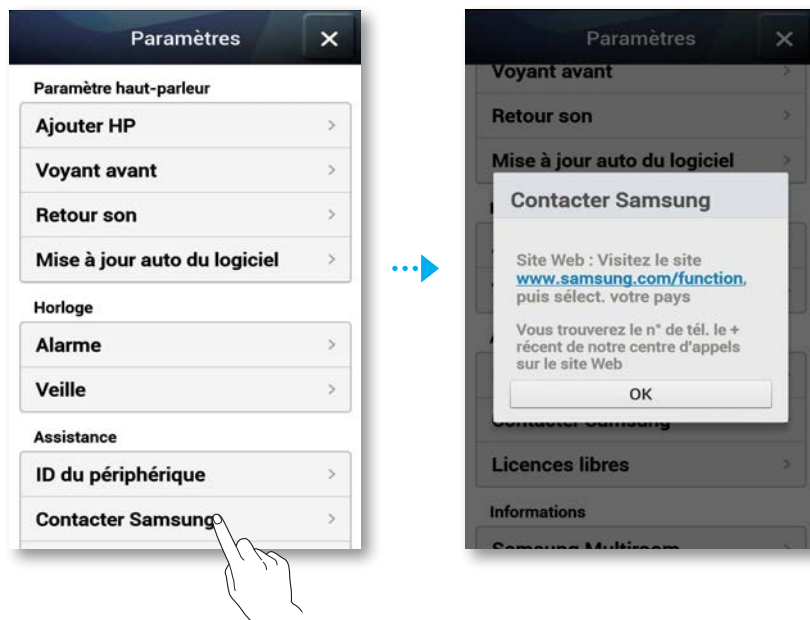 Paramètres
Paramètre haut-parleur
Ajouter HP
Voyant avant
Retour son
Mise à jour auto du logiciel
Horloge
Alarme
Veille
Assistance
ID du périphérique
Contacter Samsung
Paramètres
Voyant avant
Retour son
Mise à jour auto du logiciel
Contacter Samsung
Site Web : Visitez le site
www.samsung.com/function,
puis sélect. votre pays
Vous trouverez le n° de tél. le +
récent de notre centre d'appels
sur le site Web
OK
Contacter Samsung
Licences libres
Informations
Samsung Multiroom